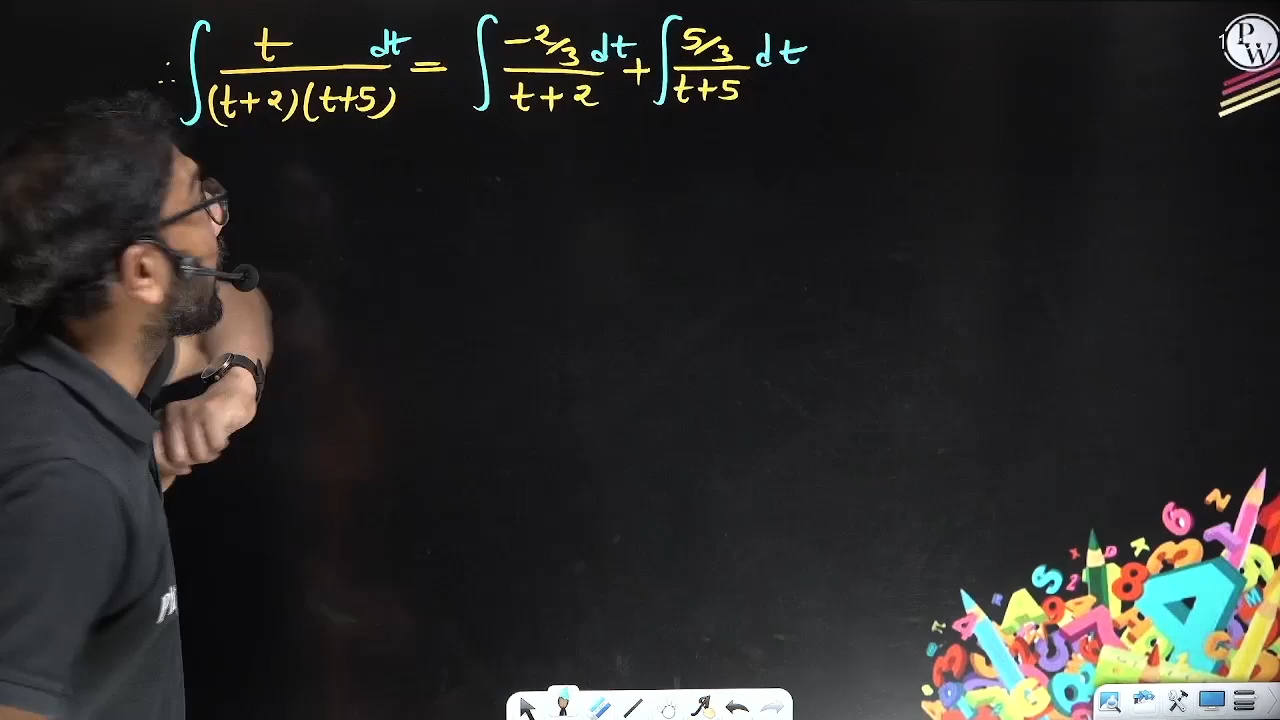 ∴ ∫ t dt / (t+2)(t+5) = ∫ -2/3 dt / t+2 + ∫ 5/3 dt / t+5
PW